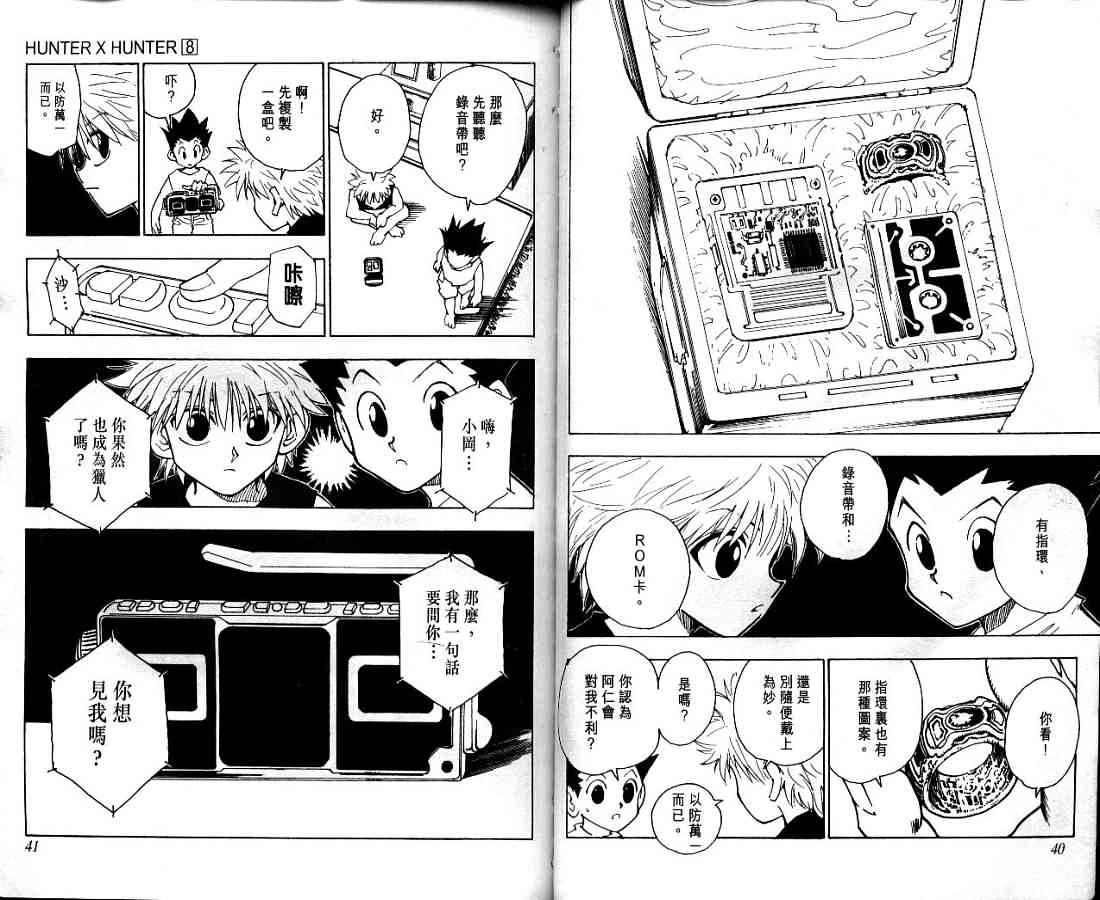 有指環、
錄音帶和…
ROM卡。
你看！
指環裏也有
那種圖案。
還是
別隨便戴上
為妙。
是嗎？
你認為
阿仁會
對我不利？
以防萬一
而已。
40
HUNTER X HUNTER 8
那麼
先聽聽
錄音帶吧？
好。
啊！
先複製
一盒吧。
吓？
以防萬一
而已。
咔嚓
沙…
嗨，
小岡…
你果然
也成為獵人
了嗎？
那麼，
我有一句話
要問你…
你想
見我嗎？
41